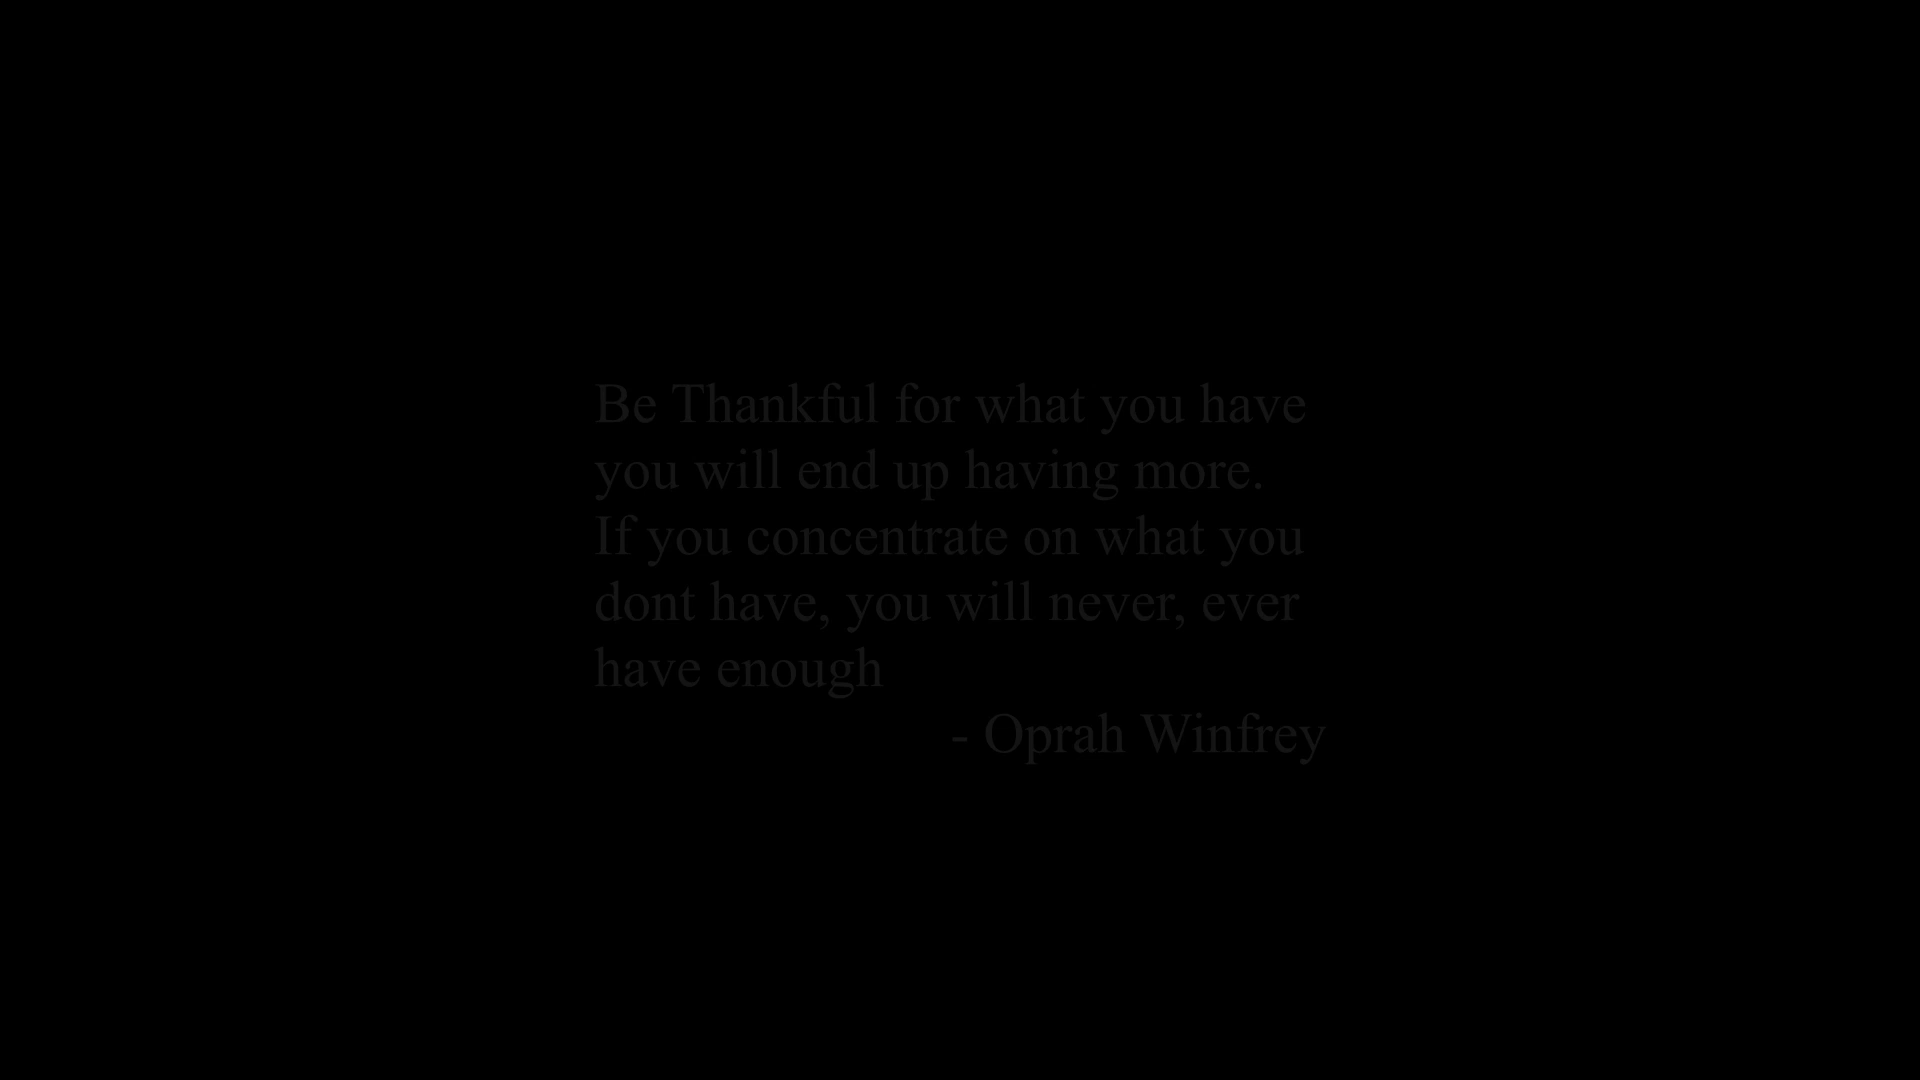 Be Thankful for what you have
you will end up having more.
If you concentrate on what you
dont have, you will never, ever
have enough
- Oprah Winfrey